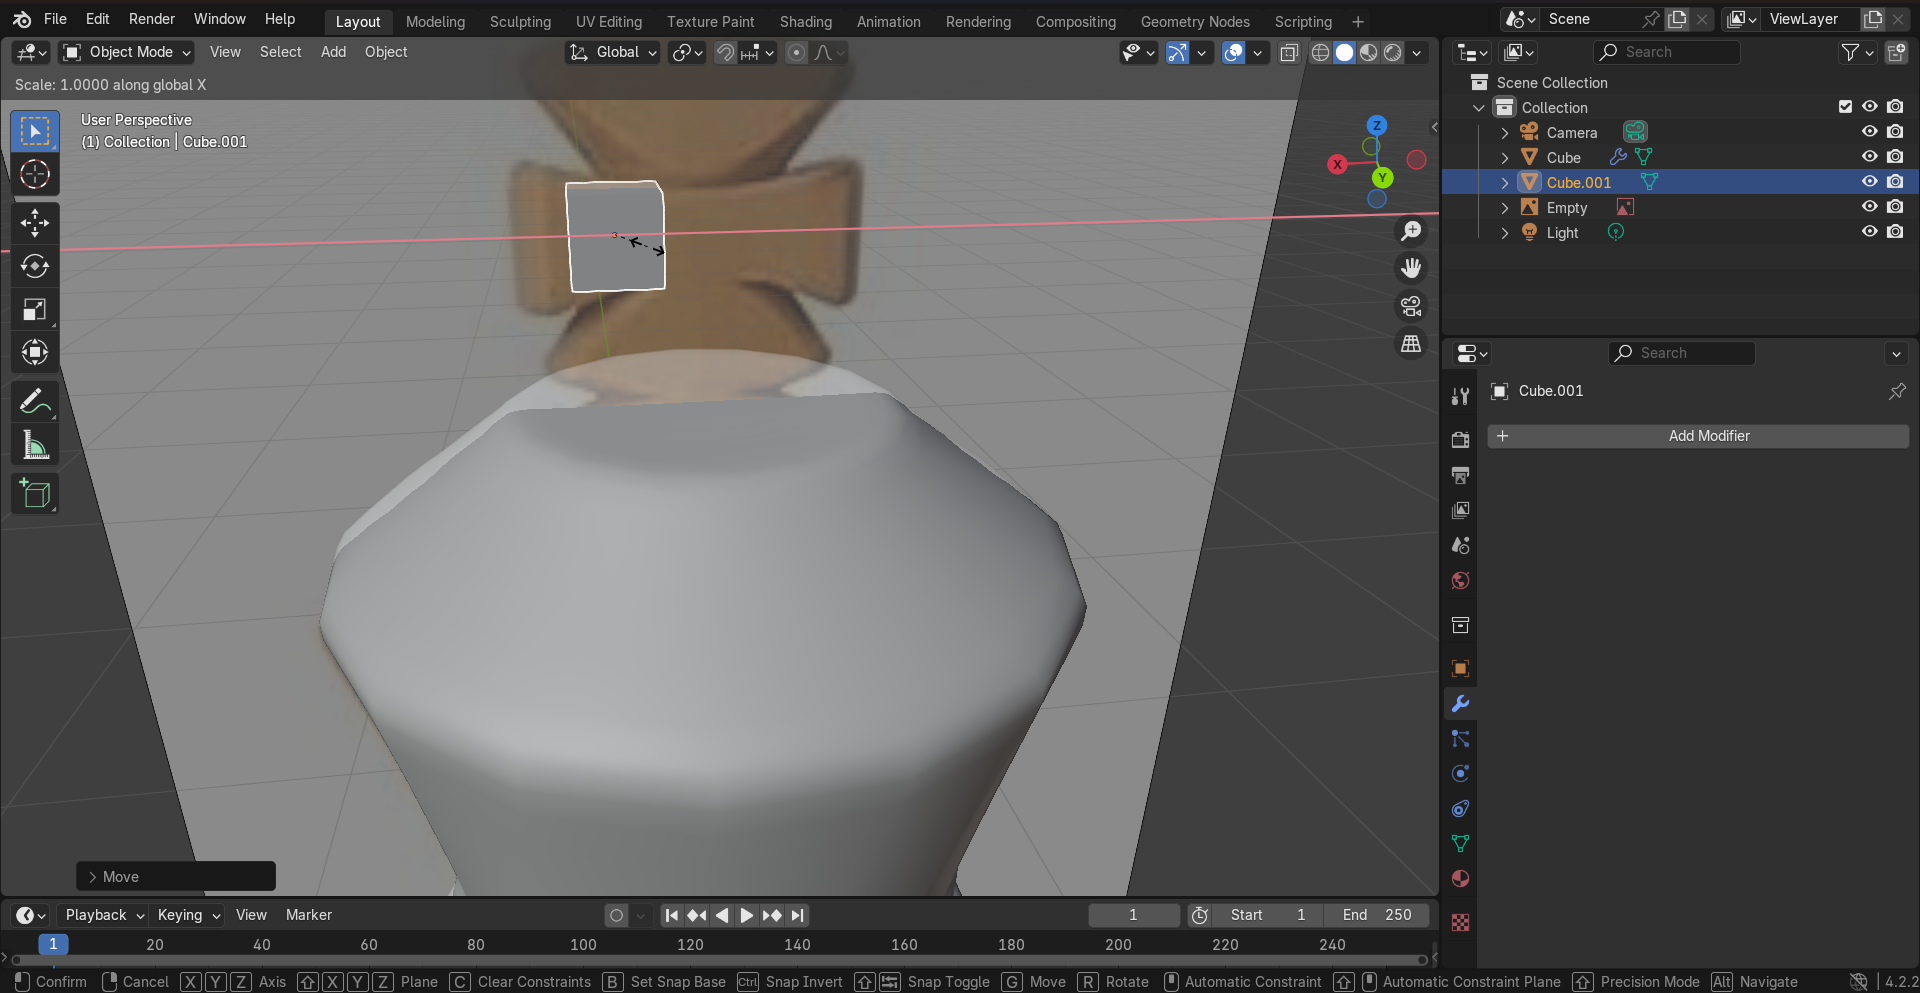 File Edit Render Window Help Layout Modeling Sculpting UV Editing Texture Paint Shading Animation Rendering Compositing Geometry Nodes Scripting Scene ViewLayer
Object Mode View Select Add Object Global Search
Scale: 1.0000 along global X
User Perspective
(1) Collection | Cube.001
Z
X
Y
Scene Collection
Collection
Camera
Cube
Cube.001
Empty
Light
Search
Cube.001
Add Modifier
Move
Playback Keying View Marker 1 Start 1 End 250
1 20 40 60 80 100 120 140 160 180 200 220 240
Confirm Cancel X Y Z Axis X Y Z Plane C Clear Constraints B Set Snap Base Ctrl Snap Invert Snap Toggle G Move R Rotate Automatic Constraint Automatic Constraint Plane Precision Mode Alt Navigate 4.2.2